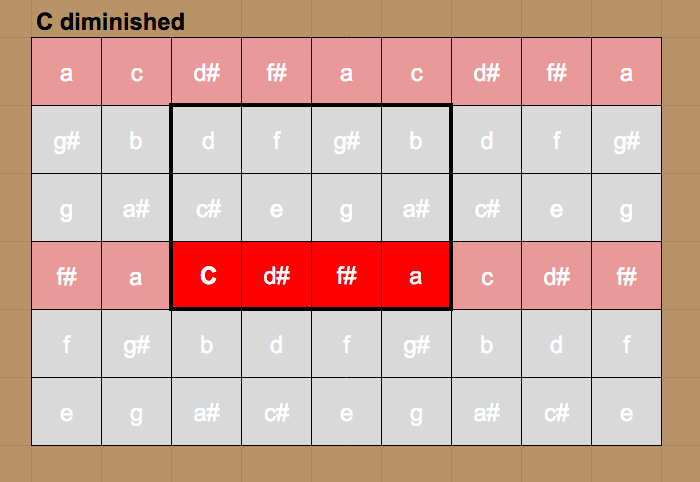 C diminished
a c d# f# a c d# f# a
g# b d f g# b d f g#
g a# c# e g a# c# e g
f# a C d# f# a c d# f#
f g# b d f g# b d f
e g a# c# e g a# c# e